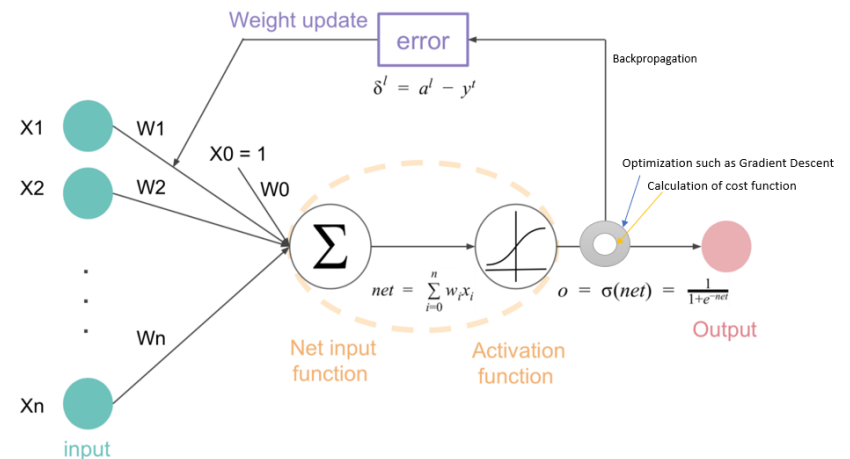 Weight update
error
Backpropagation
δˡ = aˡ − yᵗ
X1
W1
X0 = 1
Optimization such as Gradient Descent
X2
W2
W0
Calculation of cost function
Σ
.
.
.
net = Σ_{i=0}^{n} wᵢxᵢ
o = σ(net) = 1/(1+e^{−net})
Wn
Net input
function
Activation
function
Output
Xn
input